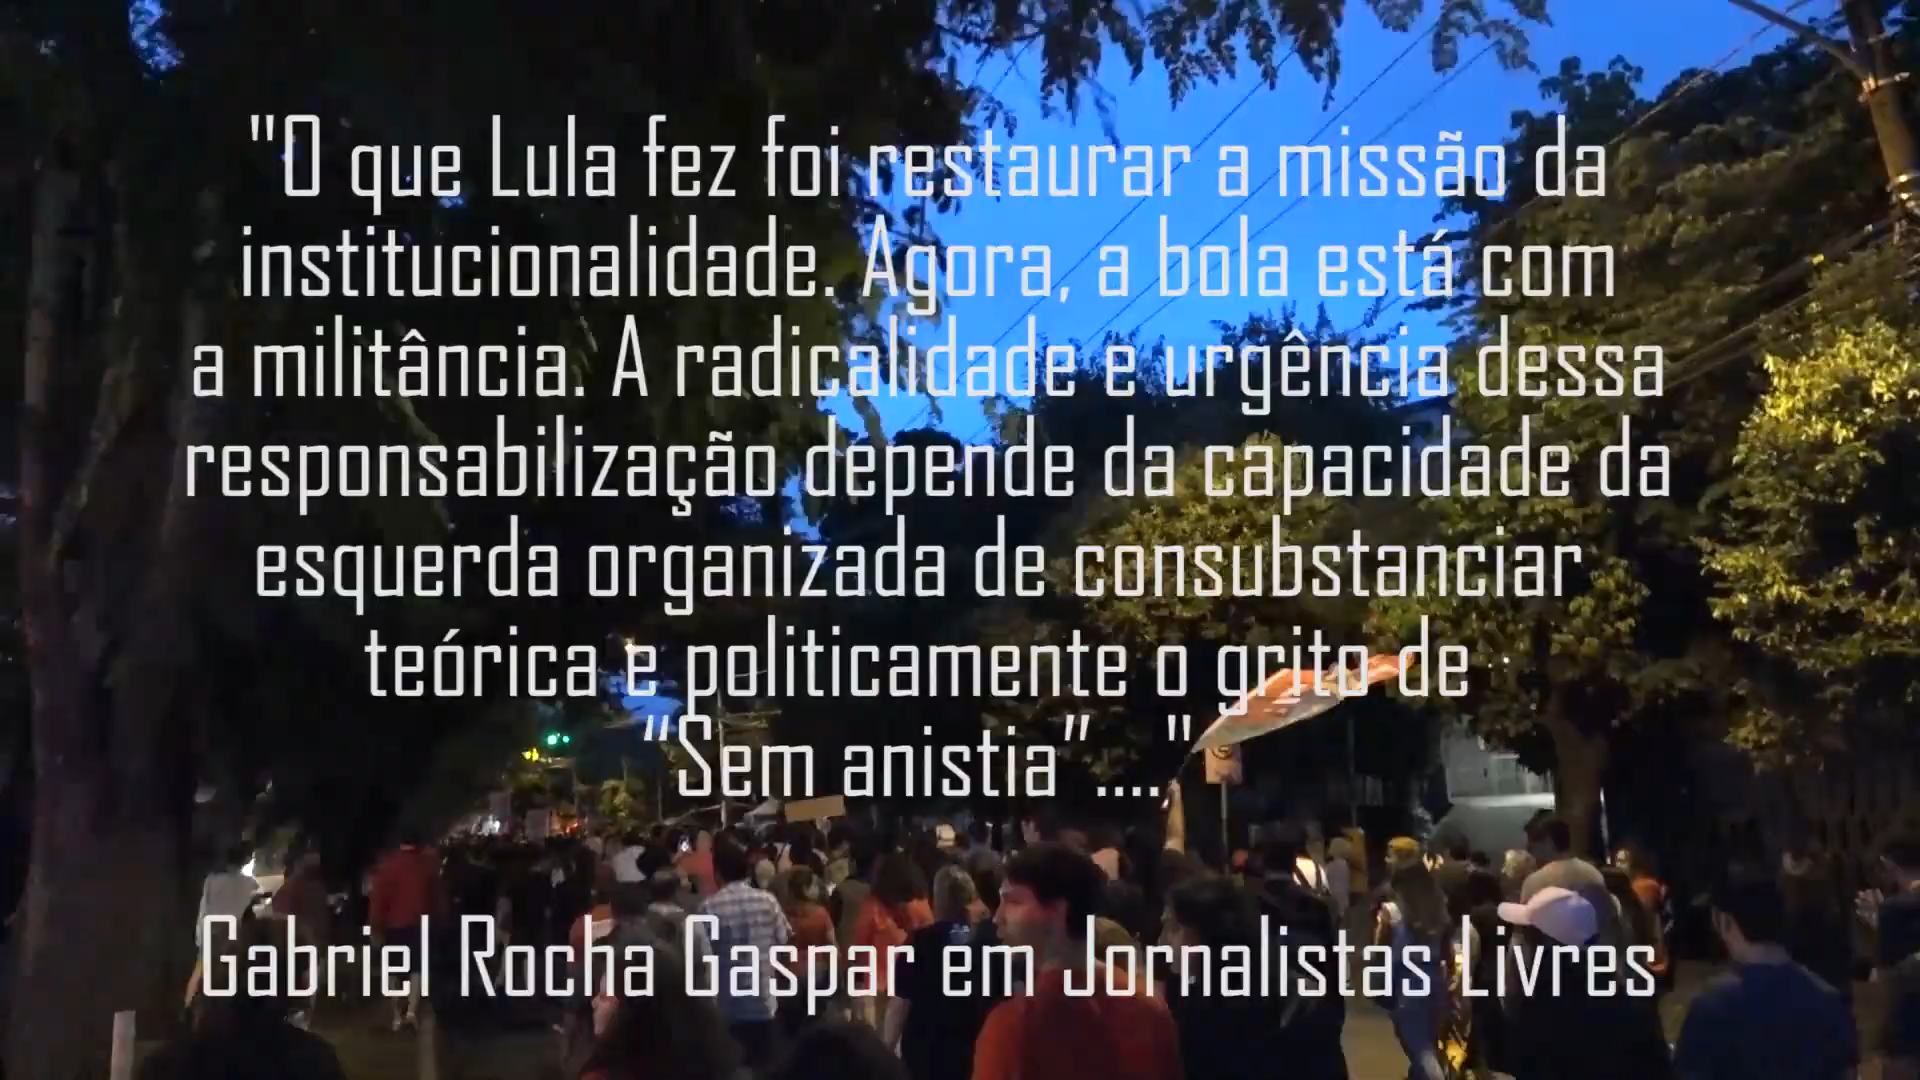 "O que Lula fez foi restaurar a missão da
institucionalidade. Agora, a bola está com
a militância. A radicalidade e urgência dessa
responsabilização depende da capacidade da
esquerda organizada de consubstanciar
teórica e politicamente o grito de
“Sem anistia”...."
Gabriel Rocha Gaspar em Jornalistas Livres